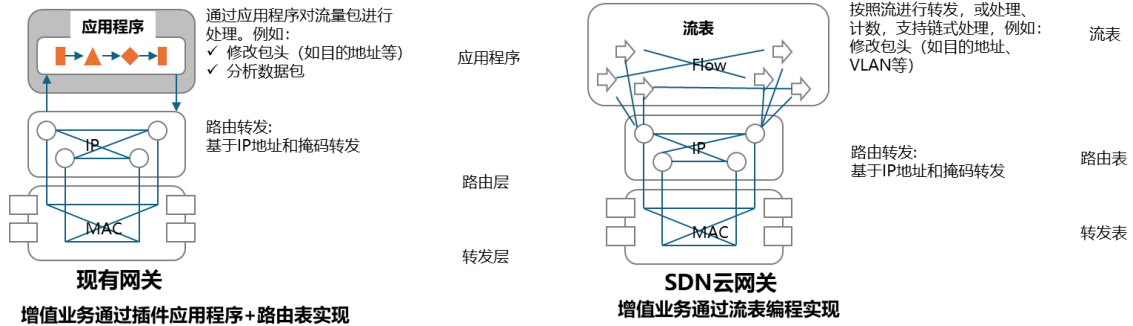 应用程序
通过应用程序对流量包进行
处理。例如：
✓ 修改包头（如目的地址等）
✓ 分析数据包
应用程序
IP
路由转发:
基于IP地址和掩码转发
路由层
MAC
转发层
现有网关
增值业务通过插件应用程序+路由表实现
流表
Flow
按照流进行转发，或处理、
计数，支持链式处理，例如：
修改包头（如目的地址、
VLAN等）
流表
IP
路由转发:
基于IP地址和掩码转发
路由表
MAC
转发表
SDN云网关
增值业务通过流表编程实现